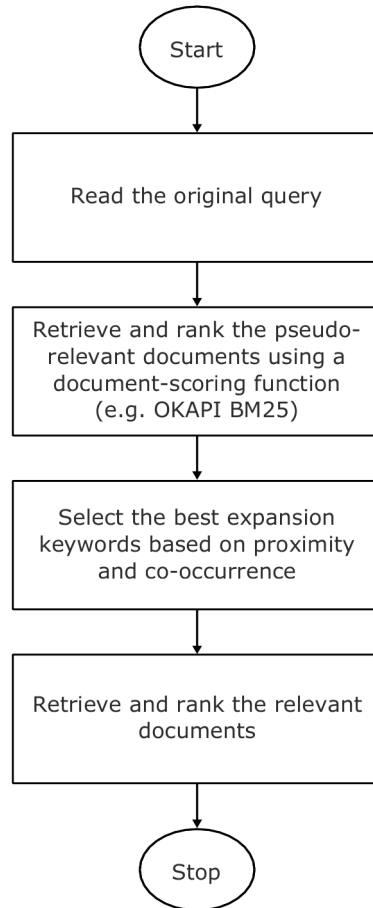 Start
Read the original query
Retrieve and rank the pseudo-
relevant documents using a
document-scoring function
(e.g. OKAPI BM25)
Select the best expansion
keywords based on proximity
and co-occurrence
Retrieve and rank the relevant
documents
Stop